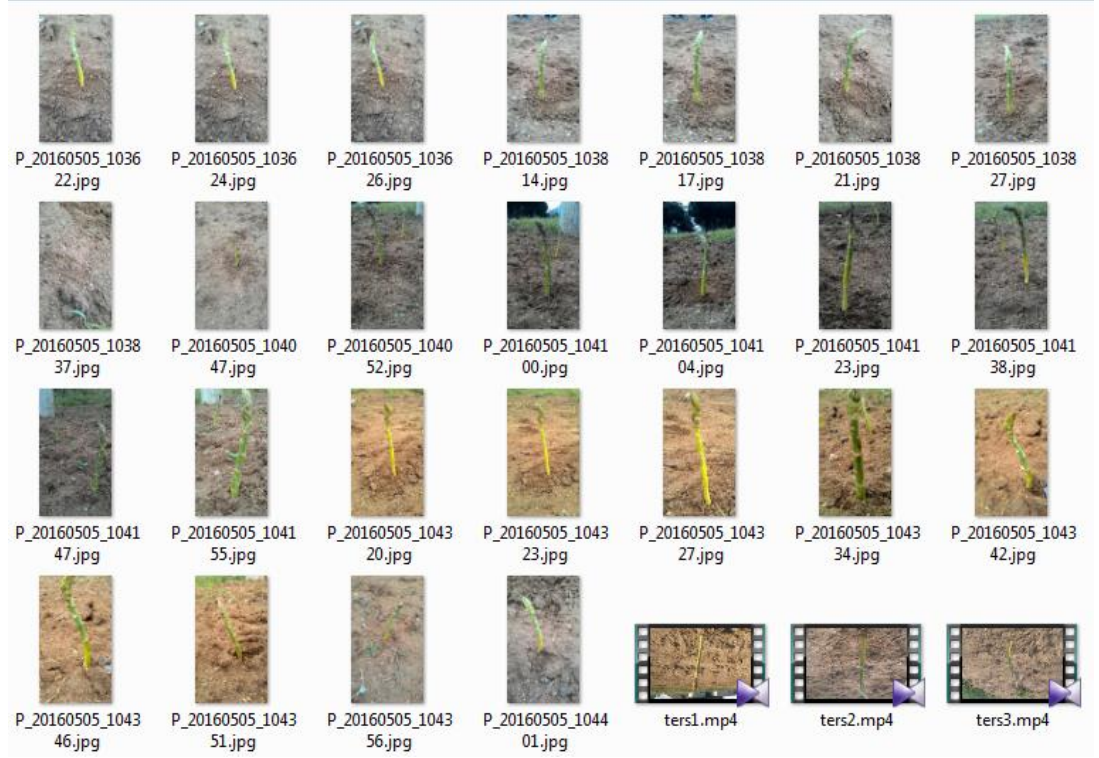 P_20160505_1036 P_20160505_1036 P_20160505_1036 P_20160505_1038 P_20160505_1038 P_20160505_1038 P_20160505_1038
22.jpg 24.jpg 26.jpg 14.jpg 17.jpg 21.jpg 27.jpg
P_20160505_1038 P_20160505_1040 P_20160505_1040 P_20160505_1041 P_20160505_1041 P_20160505_1041 P_20160505_1041
37.jpg 47.jpg 52.jpg 00.jpg 04.jpg 23.jpg 38.jpg
P_20160505_1041 P_20160505_1041 P_20160505_1043 P_20160505_1043 P_20160505_1043 P_20160505_1043 P_20160505_1043
47.jpg 55.jpg 20.jpg 23.jpg 27.jpg 34.jpg 42.jpg
P_20160505_1043 P_20160505_1043 P_20160505_1043 P_20160505_1044 ters1.mp4 ters2.mp4 ters3.mp4
46.jpg 51.jpg 56.jpg 01.jpg